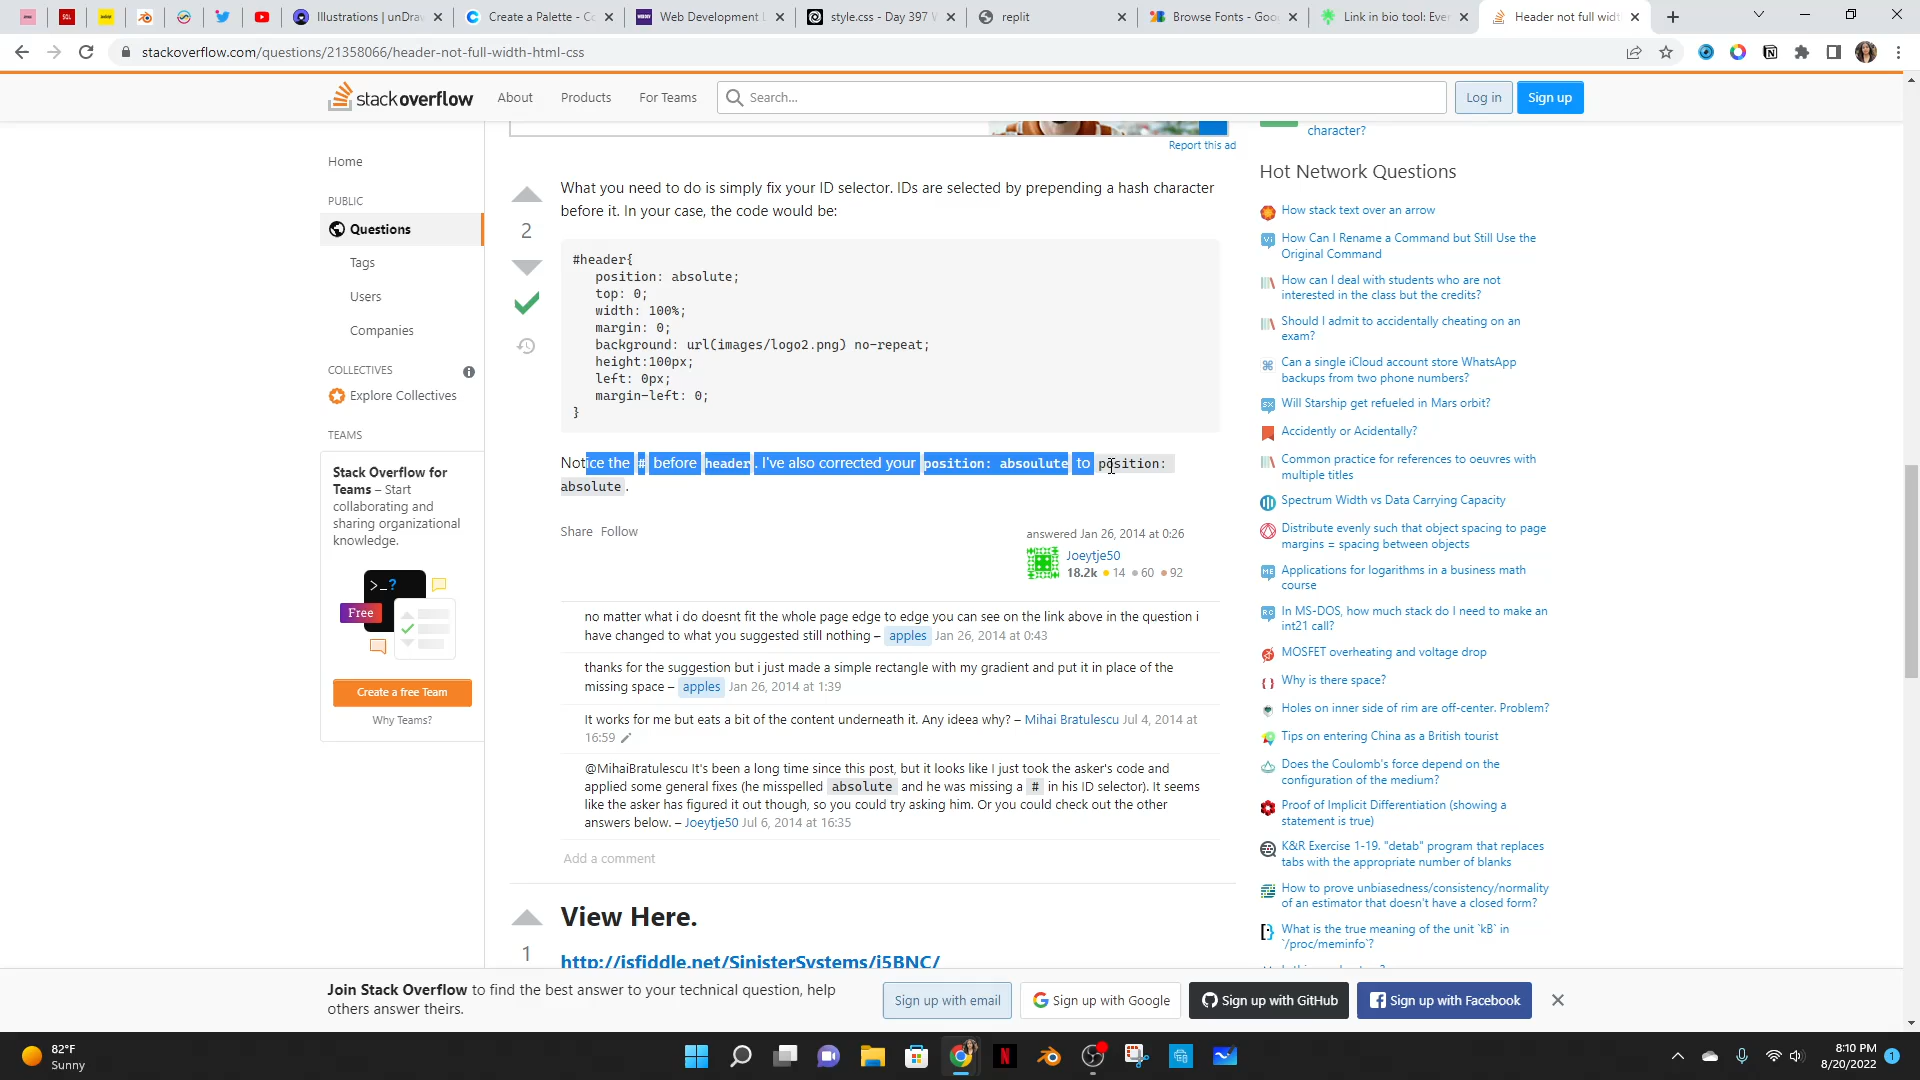 Illustrations | unDraw
Create a Palette - Co
Web Development
style.css - Day 397 W
replit
Browse Fonts - Goo
Link in bio tool: Ever
Header not full widt
stackoverflow.com/questions/21358066/header-not-full-width-html-css
stackoverflow
About
Products
For Teams
Search...
Log in
Sign up
Home
PUBLIC
Questions
Tags
Users
Companies
COLLECTIVES
Explore Collectives
TEAMS
Stack Overflow for
Teams – Start
collaborating and
sharing organizational
knowledge.
>_?
Free
Create a free Team
Why Teams?
Report this ad
What you need to do is simply fix your ID selector. IDs are selected by prepending a hash character
before it. In your case, the code would be:
2
#header{
position: absolute;
top: 0;
width: 100%;
margin: 0;
background: url(images/logo2.png) no-repeat;
height:100px;
left: 0px;
margin-left: 0;
}
Notice the # before header. I've also corrected your position: absoulute to position:
absolute.
Share Follow
answered Jan 26, 2014 at 0:26
Joeytje50
18.2k 14 60 92
no matter what i do doesnt fit the whole page edge to edge you can see on the link above in the question i
have changed to what you suggested still nothing – apples Jan 26, 2014 at 0:43
thanks for the suggestion but i just made a simple rectangle with my gradient and put it in place of the
missing space – apples Jan 26, 2014 at 1:39
It works for me but eats a bit of the content underneath it. Any ideea why? – Mihai Bratulescu Jul 4, 2014 at
16:59
@MihaiBratulescu It's been a long time since this post, but it looks like I just took the asker's code and
applied some general fixes (he misspelled absolute and he was missing a # in his ID selector). It seems
like the asker has figured it out though, so you could try asking him. Or you could check out the other
answers below. – Joeytje50 Jul 6, 2014 at 16:35
Add a comment
View Here.
1
http://jsfiddle.net/SinisterSystems/j5BNC/
character?
Hot Network Questions
How stack text over an arrow
How Can I Rename a Command but Still Use the
Original Command
How can I deal with students who are not
interested in the class but the credits?
Should I admit to accidentally cheating on an
exam?
Can a single iCloud account store WhatsApp
backups from two phone numbers?
Will Starship get refueled in Mars orbit?
Accidently or Acidentally?
Common practice for references to oeuvres with
multiple titles
Spectrum Width vs Data Carrying Capacity
Distribute evenly such that object spacing to page
margins = spacing between objects
Applications for logarithms in a business math
course
In MS-DOS, how much stack do I need to make an
int21 call?
MOSFET overheating and voltage drop
Why is there space?
Holes on inner side of rim are off-center. Problem?
Tips on entering China as a British tourist
Does the Coulomb's force depend on the
configuration of the medium?
Proof of Implicit Differentiation (showing a
statement is true)
K&R Exercise 1-19. "detab" program that replaces
tabs with the appropriate number of blanks
How to prove unbiasedness/consistency/normality
of an estimator that doesn't have a closed form?
What is the true meaning of the unit `kB` in
`/proc/meminfo`?
Join Stack Overflow to find the best answer to your technical question, help
others answer theirs.
Sign up with email
Sign up with Google
Sign up with GitHub
Sign up with Facebook
82°F
Sunny
8:10 PM
8/20/2022
1